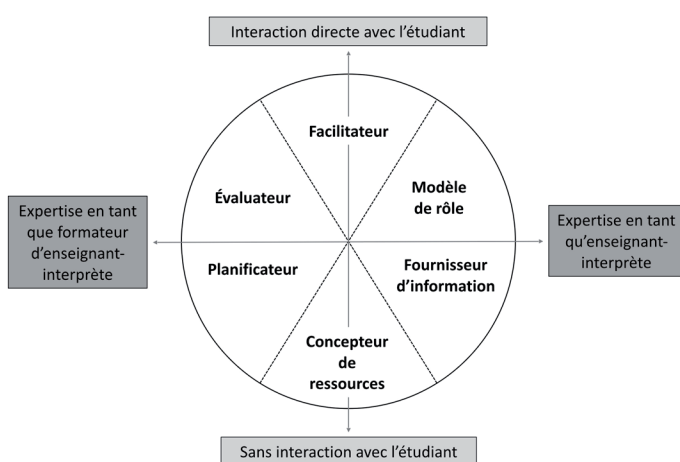 Interaction directe avec l’étudiant
Facilitateur
Évaluateur
Modèle
de rôle
Expertise en tant
que formateur
d’enseignant-
interprète
Expertise en tant
qu’enseignant-
interprète
Planificateur
Fournisseur
d’information
Concepteur
de
ressources
Sans interaction avec l’étudiant